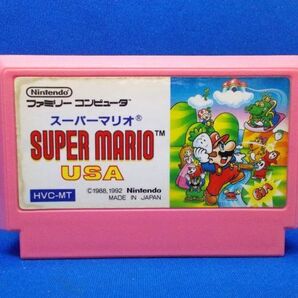 Nintendo
ファミリー コンピュータ
スーパーマリオ®
SUPER MARIO™
USA
HVC-MT
©1988,1992 Nintendo
MADE IN JAPAN